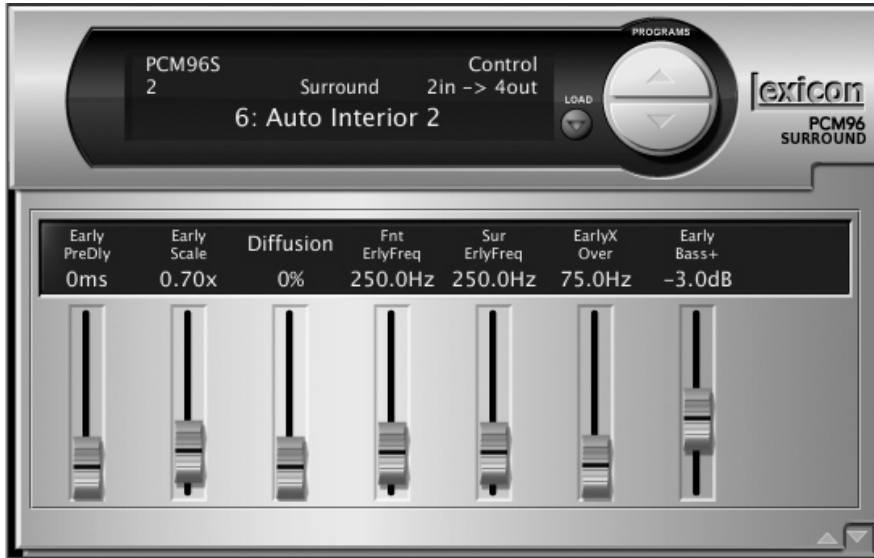 PROGRAMS
PCM96S Control
2 Surround 2in -> 4out
6: Auto Interior 2
LOAD
lexicon
PCM96
SURROUND
Early PreDly
0ms
Early Scale
0.70x
Diffusion
0%
Fnt ErlyFreq
250.0Hz
Sur ErlyFreq
250.0Hz
EarlyX Over
75.0Hz
Early Bass+
-3.0dB